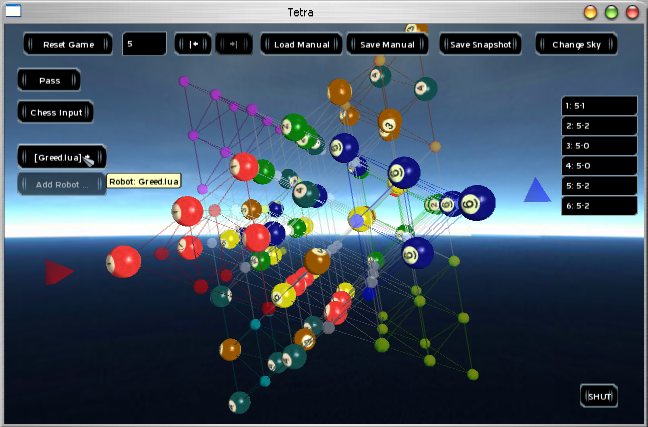 Tetra
Reset Game
5
Load Manual
Save Manual
Save Snapshot
Change Sky
Pass
Chess Input
[Greed.lua]
Add Robot ...
Robot: Greed.lua
1: 5-1
2: 5-2
3: 5-0
4: 5-0
5: 5-2
6: 5-2
SHUT